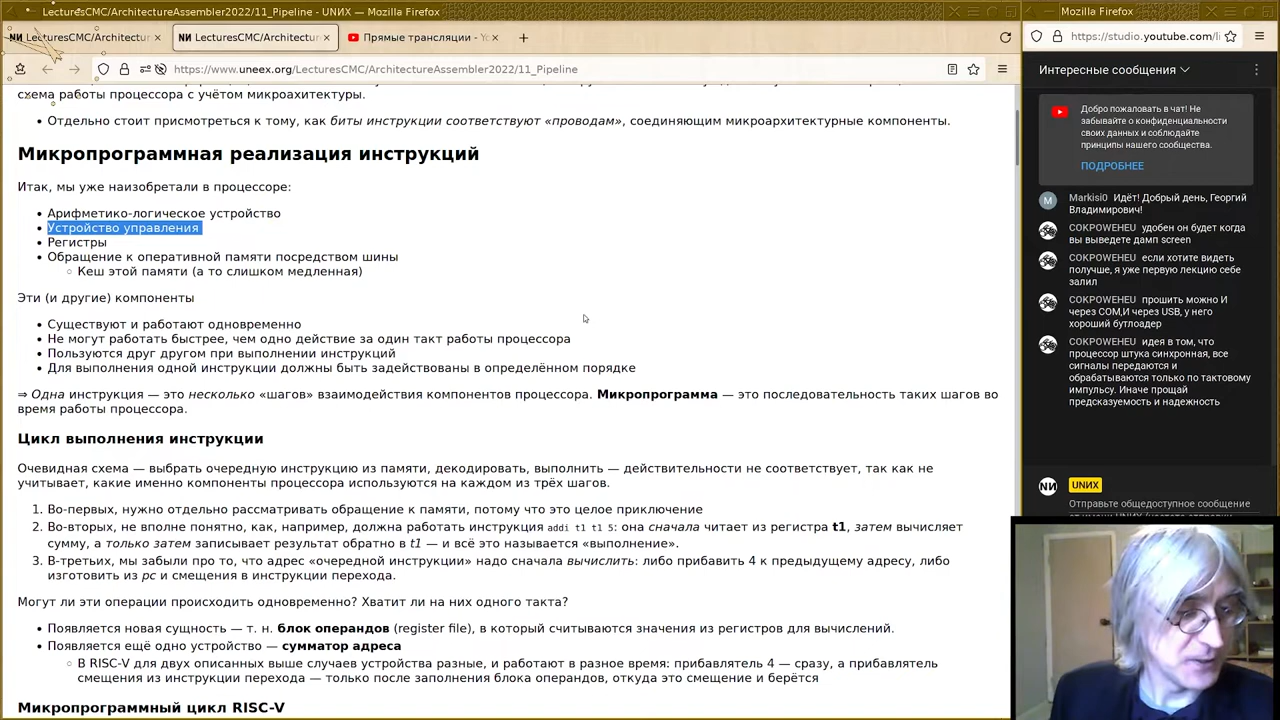 LecturesCMC/ArchitectureAssembler2022/11_Pipeline - UNИX — Mozilla Firefox
Mozilla Firefox
LecturesCMC/Architectur
LecturesCMC/Architectur
Прямые трансляции - Yo
https://www.uneex.org/LecturesCMC/ArchitectureAssembler2022/11_Pipeline
https://studio.youtube.com/li
схема работы процессора с учётом микроахитектуры.
• Отдельно стоит присмотреться к тому, как биты инструкции соответствуют «проводам», соединяющим микроархитектурные компоненты.
Микропрограммная реализация инструкций
Итак, мы уже наизобретали в процессоре:
• Арифметико-логическое устройство
• Устройство управления
• Регистры
• Обращение к оперативной памяти посредством шины
◦ Кеш этой памяти (а то слишком медленная)
Эти (и другие) компоненты
• Существуют и работают одновременно
• Не могут работать быстрее, чем одно действие за один такт работы процессора
• Пользуются друг другом при выполнении инструкций
• Для выполнения одной инструкции должны быть задействованы в определённом порядке
⇒ Одна инструкция — это несколько «шагов» взаимодействия компонентов процессора. Микропрограмма — это последовательность таких шагов во
время работы процессора.
Цикл выполнения инструкции
Очевидная схема — выбрать очередную инструкцию из памяти, декодировать, выполнить — действительности не соответствует, так как не
учитывает, какие именно компоненты процессора используются на каждом из трёх шагов.
1. Во-первых, нужно отдельно рассматривать обращение к памяти, потому что это целое приключение
2. Во-вторых, не вполне понятно, как, например, должна работать инструкция addi t1 t1 5: она сначала читает из регистра t1, затем вычисляет
сумму, а только затем записывает результат обратно в t1 — и всё это называется «выполнение».
3. В-третьих, мы забыли про то, что адрес «очередной инструкции» надо сначала вычислить: либо прибавить 4 к предыдущему адресу, либо
изготовить из pc и смещения в инструкции перехода.
Могут ли эти операции происходить одновременно? Хватит ли на них одного такта?
• Появляется новая сущность — т. н. блок операндов (register file), в который считываются значения из регистров для вычислений.
• Появляется ещё одно устройство — сумматор адреса
◦ В RISC-V для двух описанных выше случаев устройства разные, и работают в разное время: прибавлятель 4 — сразу, а прибавлятель
смещения из инструкции перехода — только после заполнения блока операндов, откуда это смещение и берётся
Микропрограммный цикл RISC-V
Интересные сообщения
Добро пожаловать в чат! Не
забывайте о конфиденциальности
своих данных и соблюдайте
принципы нашего сообщества.
ПОДРОБНЕЕ
M
Markisi0 Идёт! Добрый день, Георгий
Владимирович!
COKPOWEHEU удобен он будет когда
вы выведете дамп screen
COKPOWEHEU если хотите видеть
получше, я уже первую лекцию себе
залил
COKPOWEHEU прошить можно И
через COM,И через USB, у него
хороший бутлоадер
COKPOWEHEU идея в том, что
процессор штука синхронная, все
сигналы передаются и
обрабатываются только по тактовому
импульсу. Иначе прощай
предсказуемость и надежность
NИ
UNИX
Отправьте общедоступное сообщение